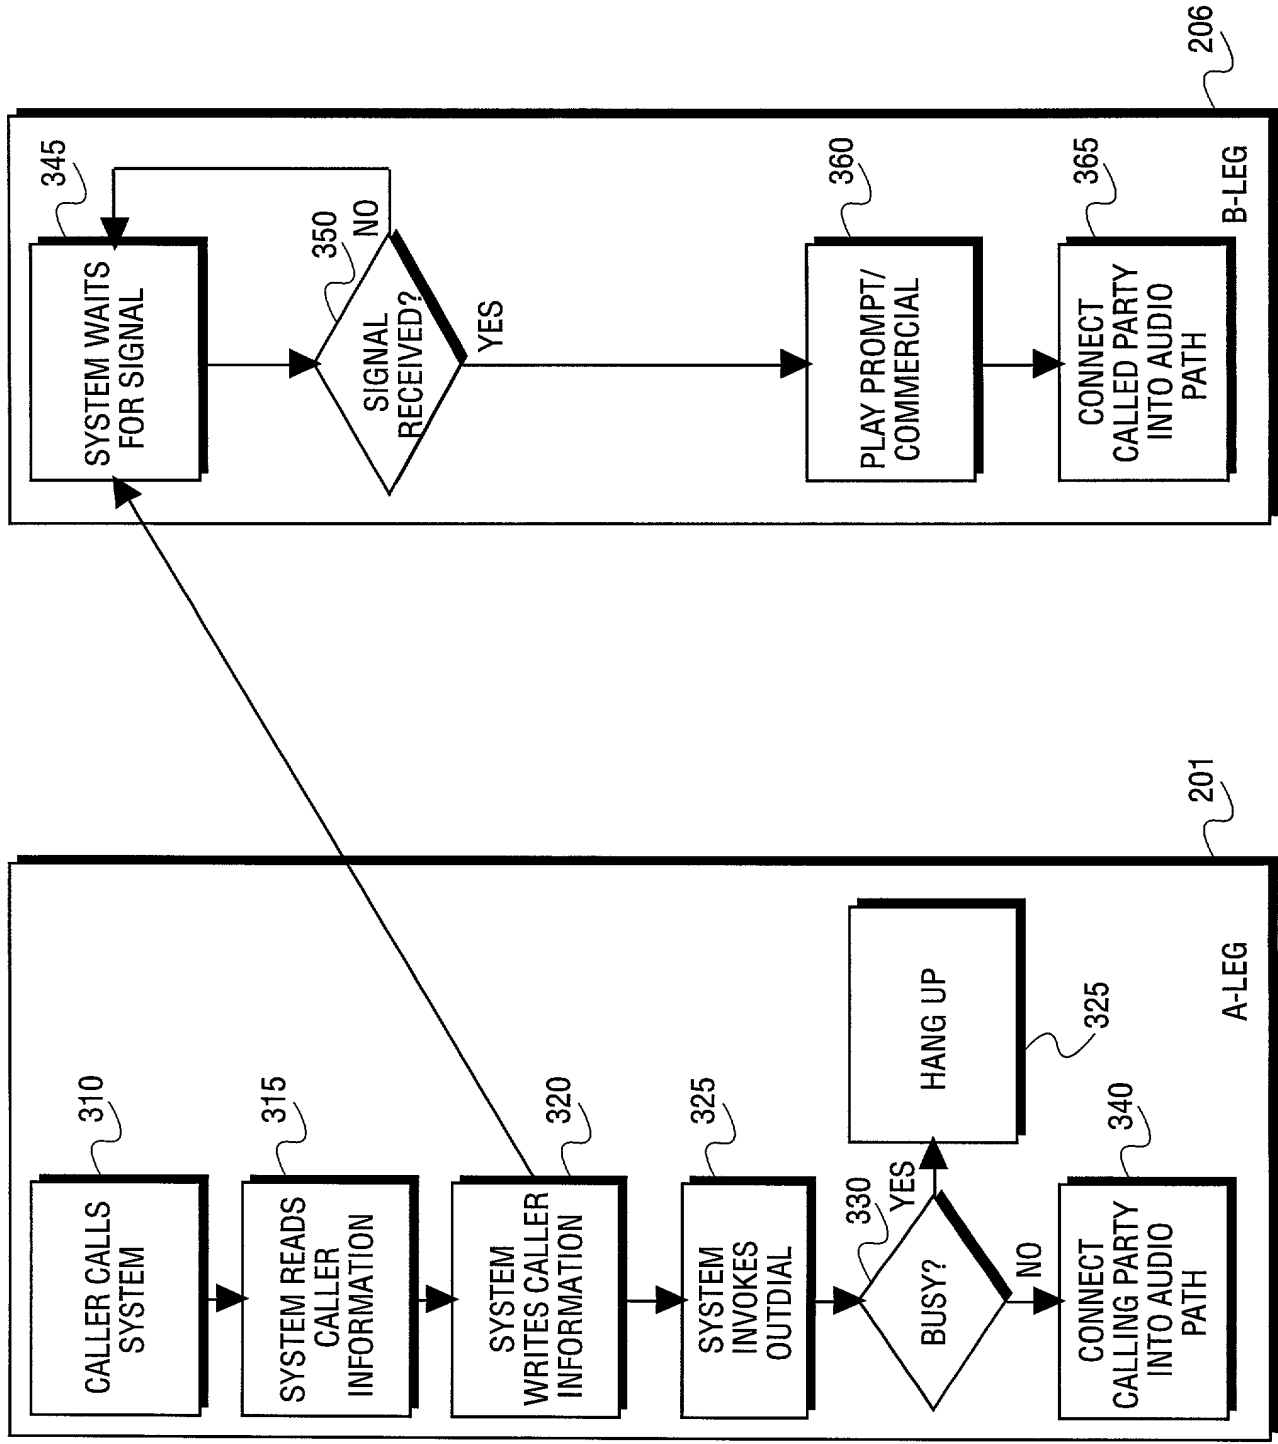 310
CALLER CALLS
SYSTEM
315
SYSTEM READS
CALLER
INFORMATION
320
SYSTEM
WRITES CALLER
INFORMATION
325
SYSTEM
INVOKES
OUTDIAL
330
BUSY?
YES
HANG UP
325
NO
340
CONNECT
CALLING PARTY
INTO AUDIO
PATH
A-LEG
201
345
SYSTEM WAITS
FOR SIGNAL
350
NO
SIGNAL
RECEIVED?
YES
360
PLAY PROMPT/
COMMERCIAL
365
CONNECT
CALLED PARTY
INTO AUDIO
PATH
B-LEG
206